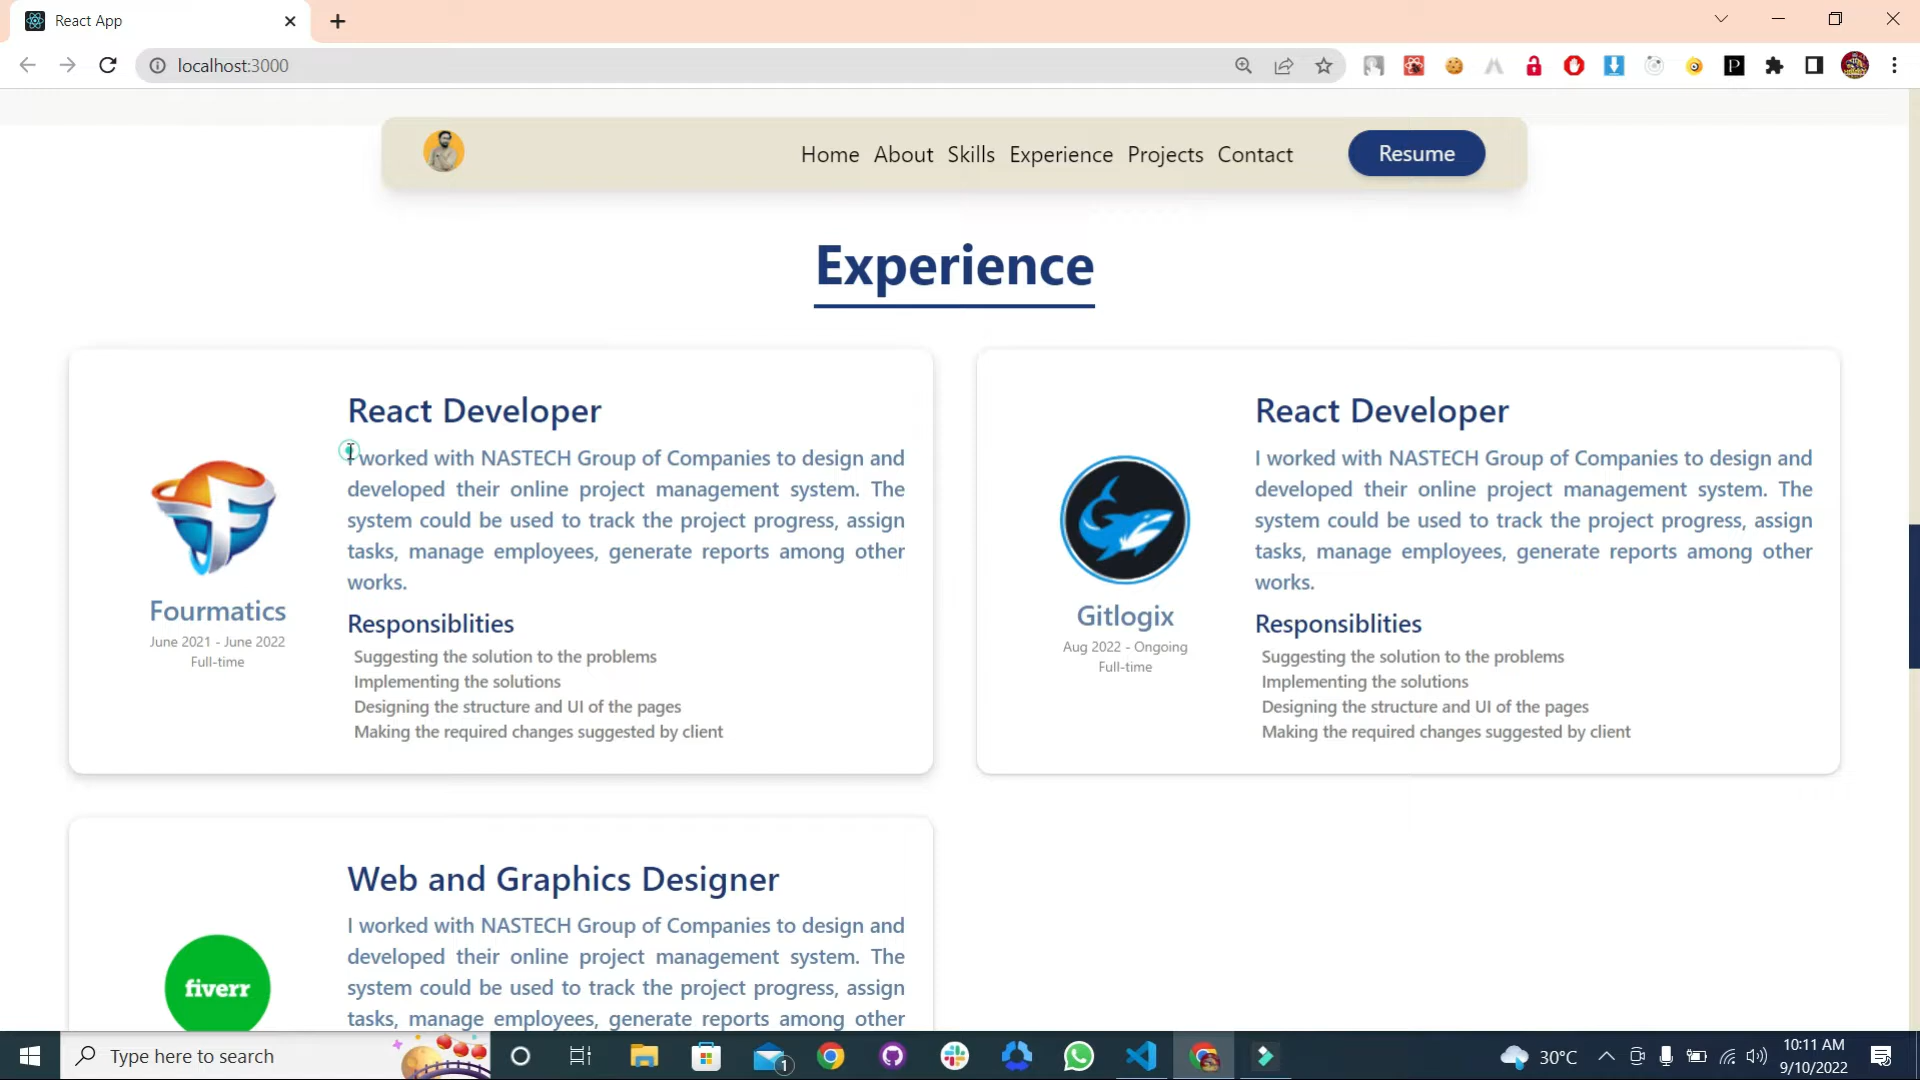 React App
localhost:3000
Home About Skills Experience Projects Contact Resume
Experience
React Developer
I worked with NASTECH Group of Companies to design and
developed their online project management system. The
system could be used to track the project progress, assign
tasks, manage employees, generate reports among other
works.
Fourmatics
June 2021 - June 2022
Full-time
Responsiblities
Suggesting the solution to the problems
Implementing the solutions
Designing the structure and UI of the pages
Making the required changes suggested by client
React Developer
I worked with NASTECH Group of Companies to design and
developed their online project management system. The
system could be used to track the project progress, assign
tasks, manage employees, generate reports among other
works.
Gitlogix
Aug 2022 - Ongoing
Full-time
Responsiblities
Suggesting the solution to the problems
Implementing the solutions
Designing the structure and UI of the pages
Making the required changes suggested by client
Web and Graphics Designer
I worked with NASTECH Group of Companies to design and
developed their online project management system. The
system could be used to track the project progress, assign
tasks, manage employees, generate reports among other
fiverr
Type here to search
1
30°C
10:11 AM
9/10/2022